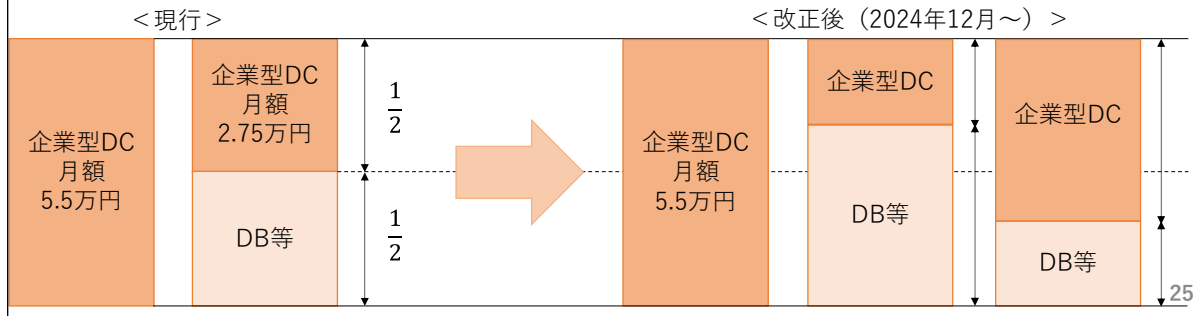 ＜現行＞
企業型DC
月額
5.5万円
企業型DC
月額
2.75万円
DB等
1
2
1
2
＜改正後（2024年12月～）＞
企業型DC
月額
5.5万円
企業型DC
DB等
企業型DC
DB等
25